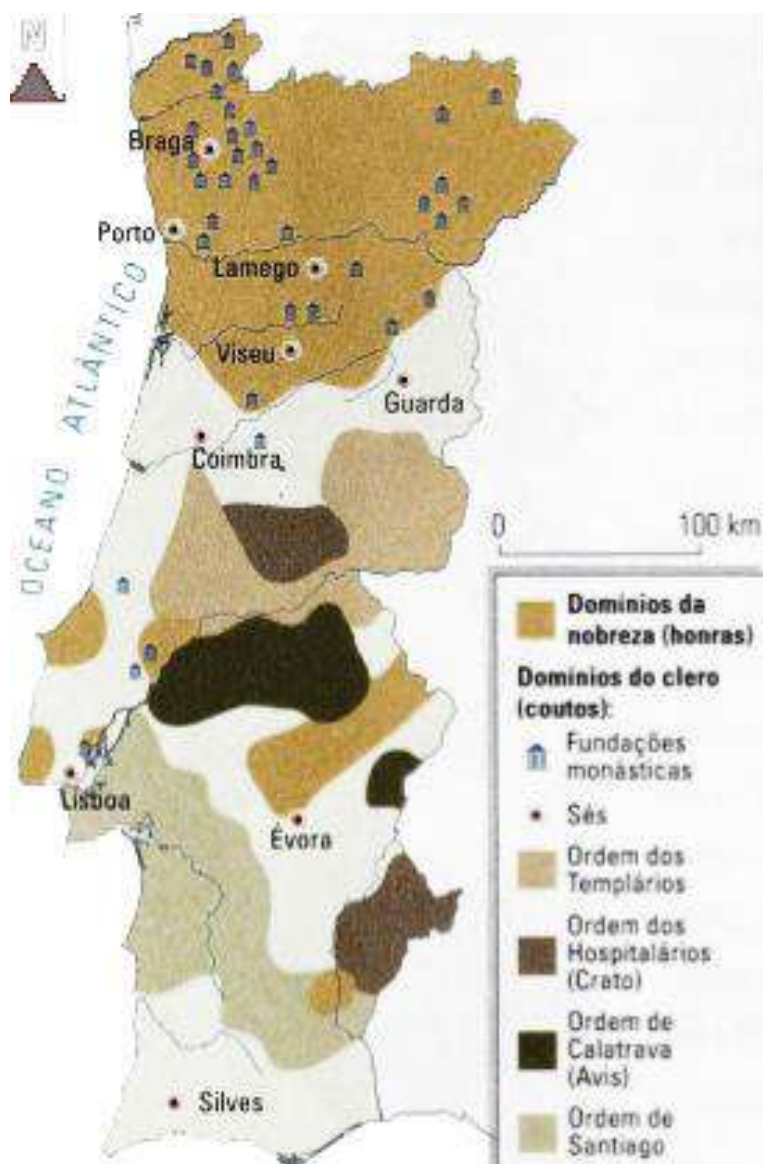 N
Braga
Porto
Lamego
Viseu
Guarda
Coimbra
OCEANO ATLÂNTICO
Lisboa
Évora
Silves
0 100 km
Domínios da
nobreza (honras)
Domínios do clero
(coutos):
Fundações
monásticas
Sés
Ordem dos
Templários
Ordem dos
Hospitalários
(Crato)
Ordem de
Calatrava
(Avis)
Ordem de
Santiago